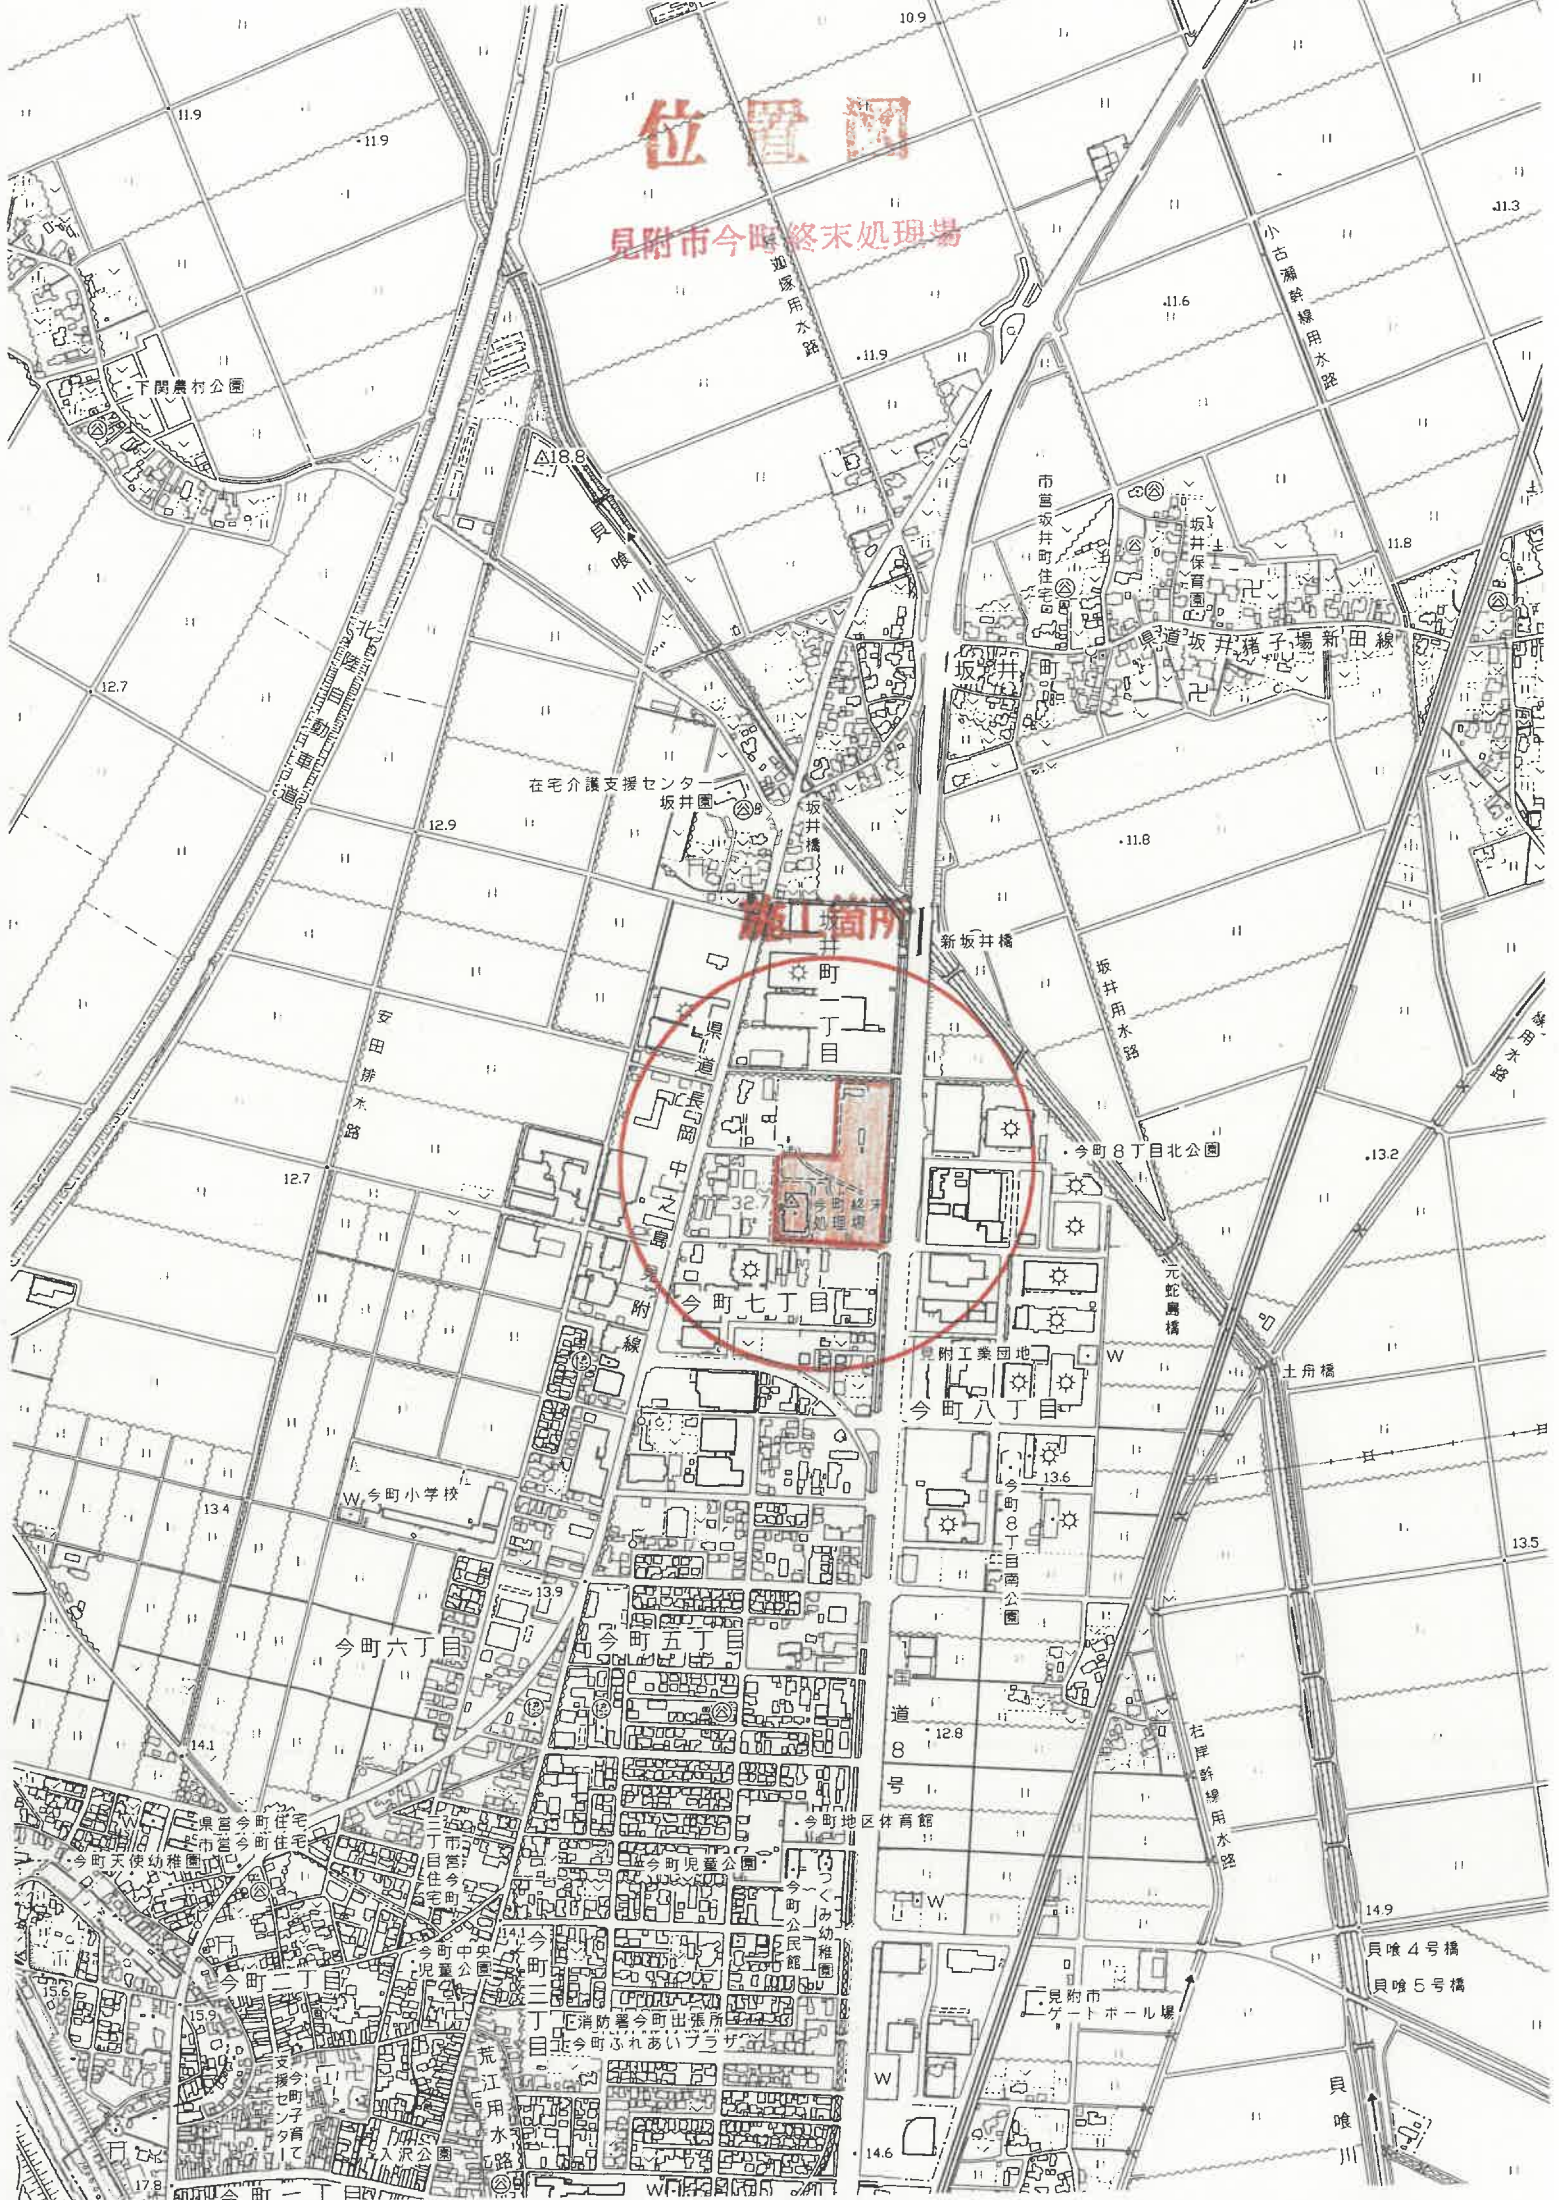 10.9
位置図
11.9
11.9
見附市今町終末処理場
11.3
小古瀬幹線用水路
11.6
11.9
下関農村公園
18.8
貝喰川
市営坂井町住宅
坂井保育園
11.8
北陸自動車道
県道坂井猪子場新田線
坂井町
12.7
在宅介護支援センター
坂井園
坂井橋
12.9
11.8
施工箇所
新坂井橋
坂井町一丁目
坂井用水路
安田排水路
県道長岡中之島見附線
今町8丁目北公園
13.2
12.7
32.7
今町終末
処理場
元蛇島橋
今町七丁目
見附工業団地
W
土舟橋
今町八丁目
13.6
今町小学校
W
13.4
今町8丁目南公園
13.5
13.9
今町六丁目
今町五丁目
国道8号
12.8
右岸幹線用水路
14.1
県営今町住宅
市営今町住宅
今町天使幼稚園
市営今町
二丁目住宅
今町地区体育館
今町児童公園
今町公民館
つくみ幼稚園
W
14.9
貝喰4号橋
貝喰5号橋
今町中央
児童公園
14.1
今町三丁目
今町二丁目
15.6
15.9
消防署今町出張所
今町ふれあいプラザ
見附市
ゲートボール場
荒江用水路
今町子育て
支援センター
W
貝喰川
入沢公園
14.6
17.8
今町一丁目
W